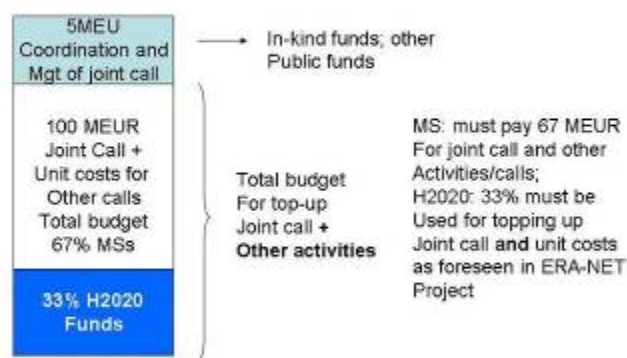 5MEU
Coordination and
Mgt of joint call
In-kind funds; other
Public funds
100 MEUR
Joint Call +
Unit costs for
Other calls
Total budget
67% MSs
33% H2020
Funds
Total budget
For top-up
Joint call +
Other activities
MS: must pay 67 MEUR
For joint call and other
Activities/calls;
H2020: 33% must be
Used for topping up
Joint call and unit costs
as foreseen in ERA-NET
Project